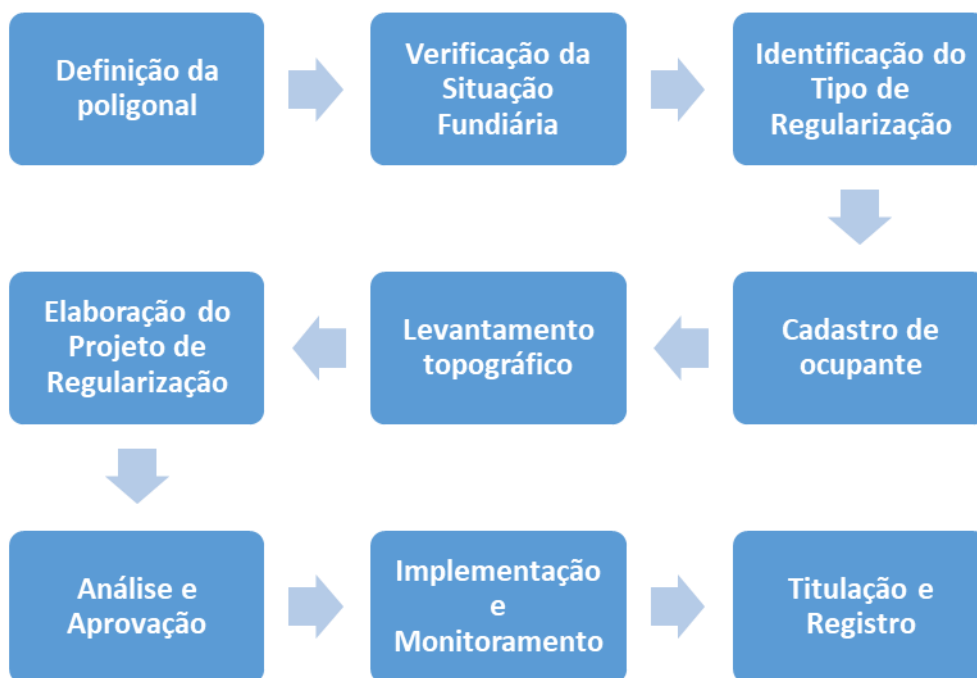 Definição da
poligonal
Verificação da
Situação
Fundiária
Identificação do
Tipo de
Regularização
Cadastro de
ocupante
Levantamento
topográfico
Elaboração do
Projeto de
Regularização
Análise e
Aprovação
Implementação
e
Monitoramento
Titulação e
Registro